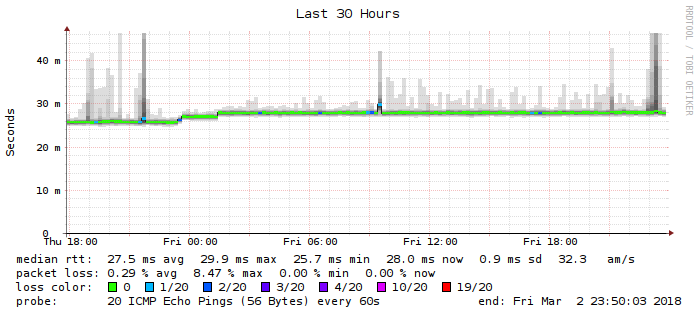 Last 30 Hours
RRDTOOL / TOBI OETIKER
Seconds
40 m
30 m
20 m
10 m
0
Thu 18:00 Fri 00:00 Fri 06:00 Fri 12:00 Fri 18:00
median rtt: 27.5 ms avg 29.9 ms max 25.7 ms min 28.0 ms now 0.9 ms sd 32.3 am/s
packet loss: 0.29 % avg 8.47 % max 0.00 % min 0.00 % now
loss color: 0 1/20 2/20 3/20 4/20 10/20 19/20
probe: 20 ICMP Echo Pings (56 Bytes) every 60s end: Fri Mar 2 23:50:03 2018